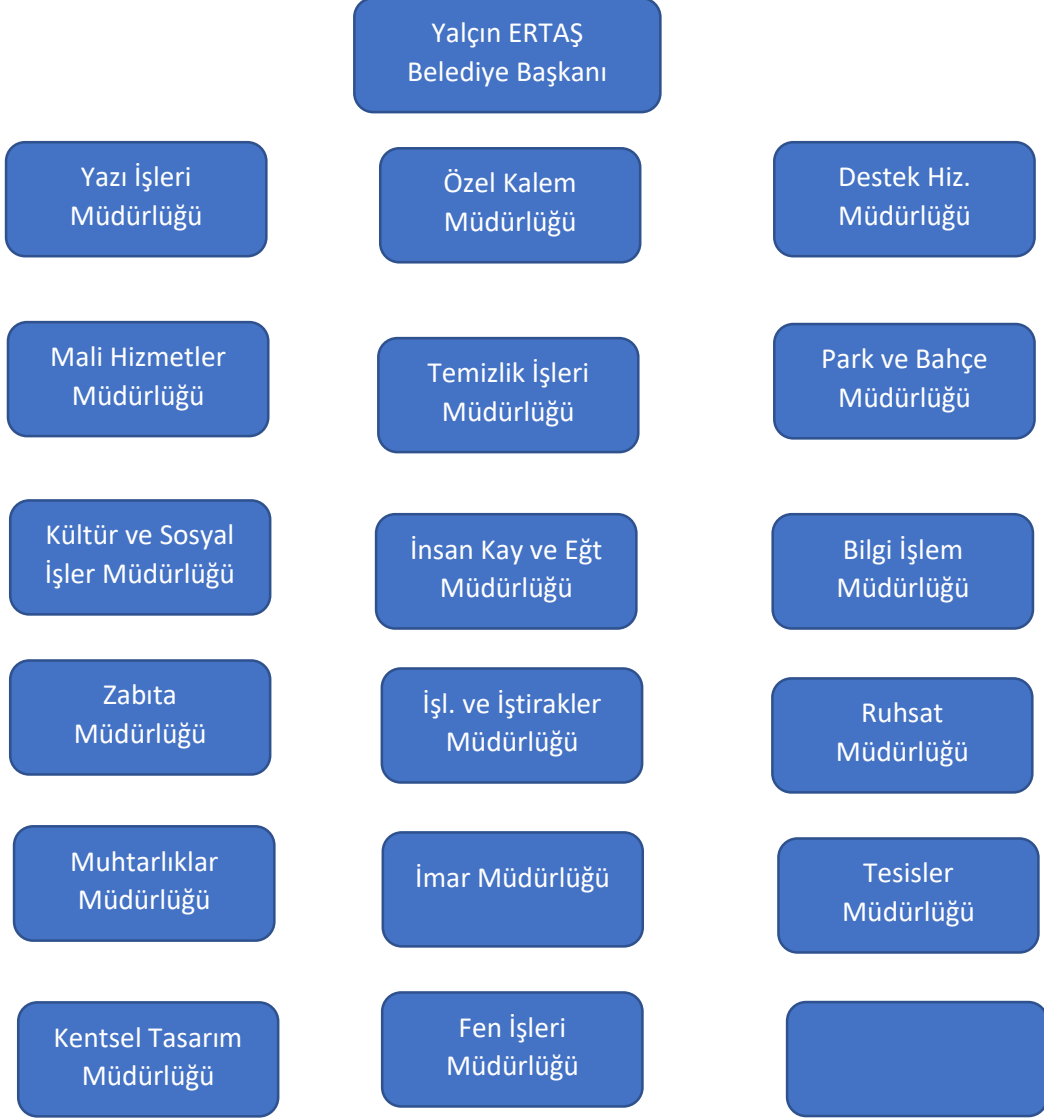 Yalçın ERTAŞ
Belediye Başkanı
Yazı İşleri
Müdürlüğü
Özel Kalem
Müdürlüğü
Destek Hiz.
Müdürlüğü
Mali Hizmetler
Müdürlüğü
Temizlik İşleri
Müdürlüğü
Park ve Bahçe
Müdürlüğü
Kültür ve Sosyal
İşler Müdürlüğü
İnsan Kay ve Eğt
Müdürlüğü
Bilgi İşlem
Müdürlüğü
Zabıta
Müdürlüğü
İşl. ve İştirakler
Müdürlüğü
Ruhsat
Müdürlüğü
Muhtarlıklar
Müdürlüğü
İmar Müdürlüğü
Tesisler
Müdürlüğü
Kentsel Tasarım
Müdürlüğü
Fen İşleri
Müdürlüğü